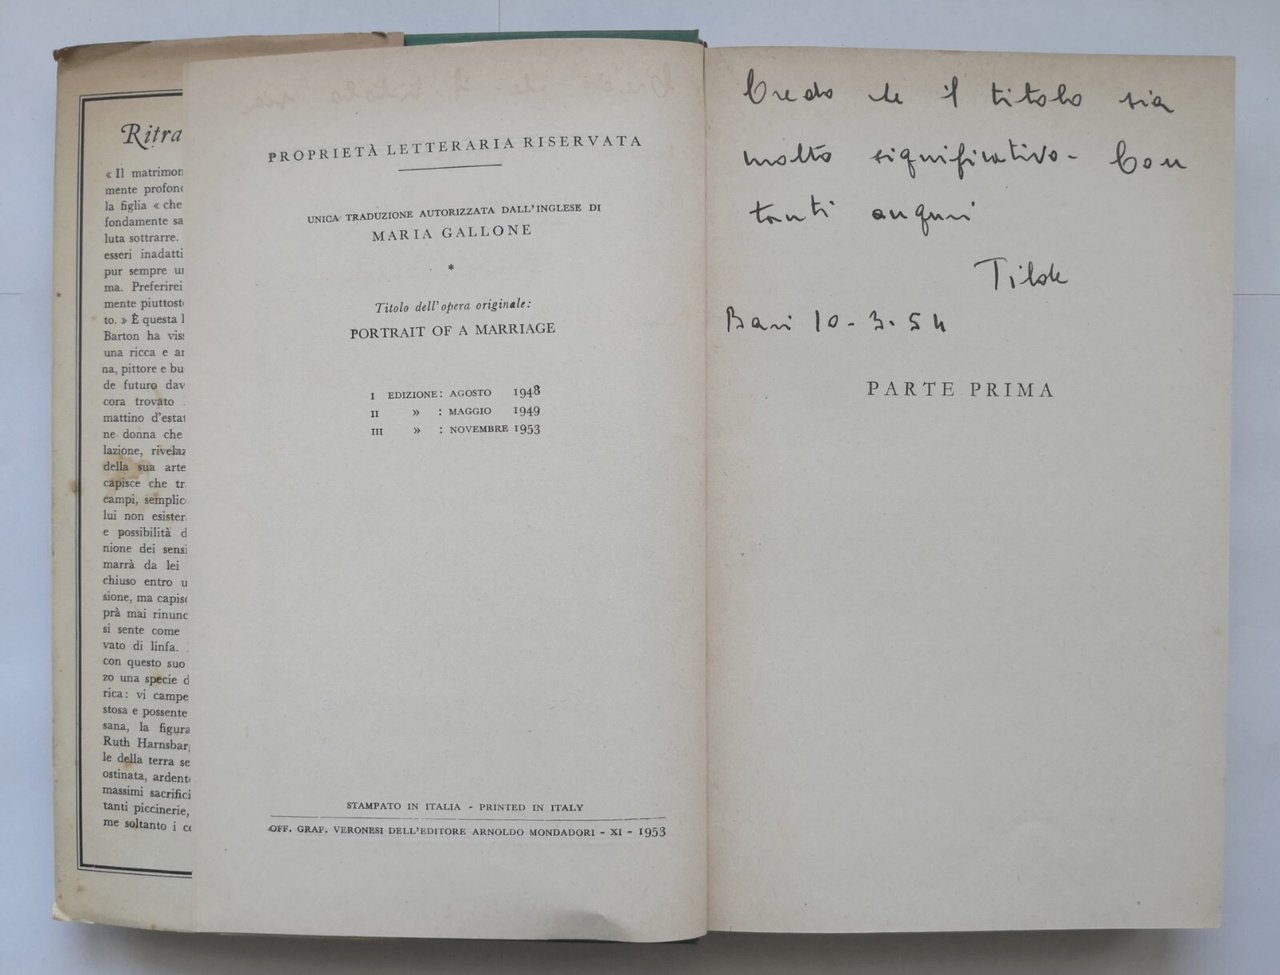 Ritra
« Il matrimon
mente profond
la figlia « che
fondamente sa
luta sottrarre.
esseri inadatti
pur sempre un
ma. Preferirei
mente piuttosto
to. » È questa l
Barton ha viss
una ricca e ar
na, pittore e bu
de futuro dav
cora trovato
mattino d'estat
ne donna che
lazione, rivelaz
della sua arte
capisce che tr
campi, semplic
lui non esister
e possibilità d
nione dei sensi
marrà da lei
chiuso entro u
sione, ma capisc
prà mai rinunc
si sente come
vato di linfa.
con questo suo
zo una specie d
rica: vi campe
stosa e possente
sana, la figura
Ruth Harnsbar
le della terra se
ostinata, ardent
massimi sacrifici
tanti piccinerie,
me soltanto i co
PROPRIETÀ LETTERARIA RISERVATA
UNICA TRADUZIONE AUTORIZZATA DALL'INGLESE DI
MARIA GALLONE
*
Titolo dell'opera originale:
PORTRAIT OF A MARRIAGE
I EDIZIONE: AGOSTO 1948
II » : MAGGIO 1949
III » : NOVEMBRE 1953
STAMPATO IN ITALIA - PRINTED IN ITALY
OFF. GRAF. VERONESI DELL'EDITORE ARNOLDO MONDADORI - XI - 1953
Credo che il titolo sia
molto significativo - Con
tanti auguri
Tilde
Bari 10-3-54
PARTE PRIMA